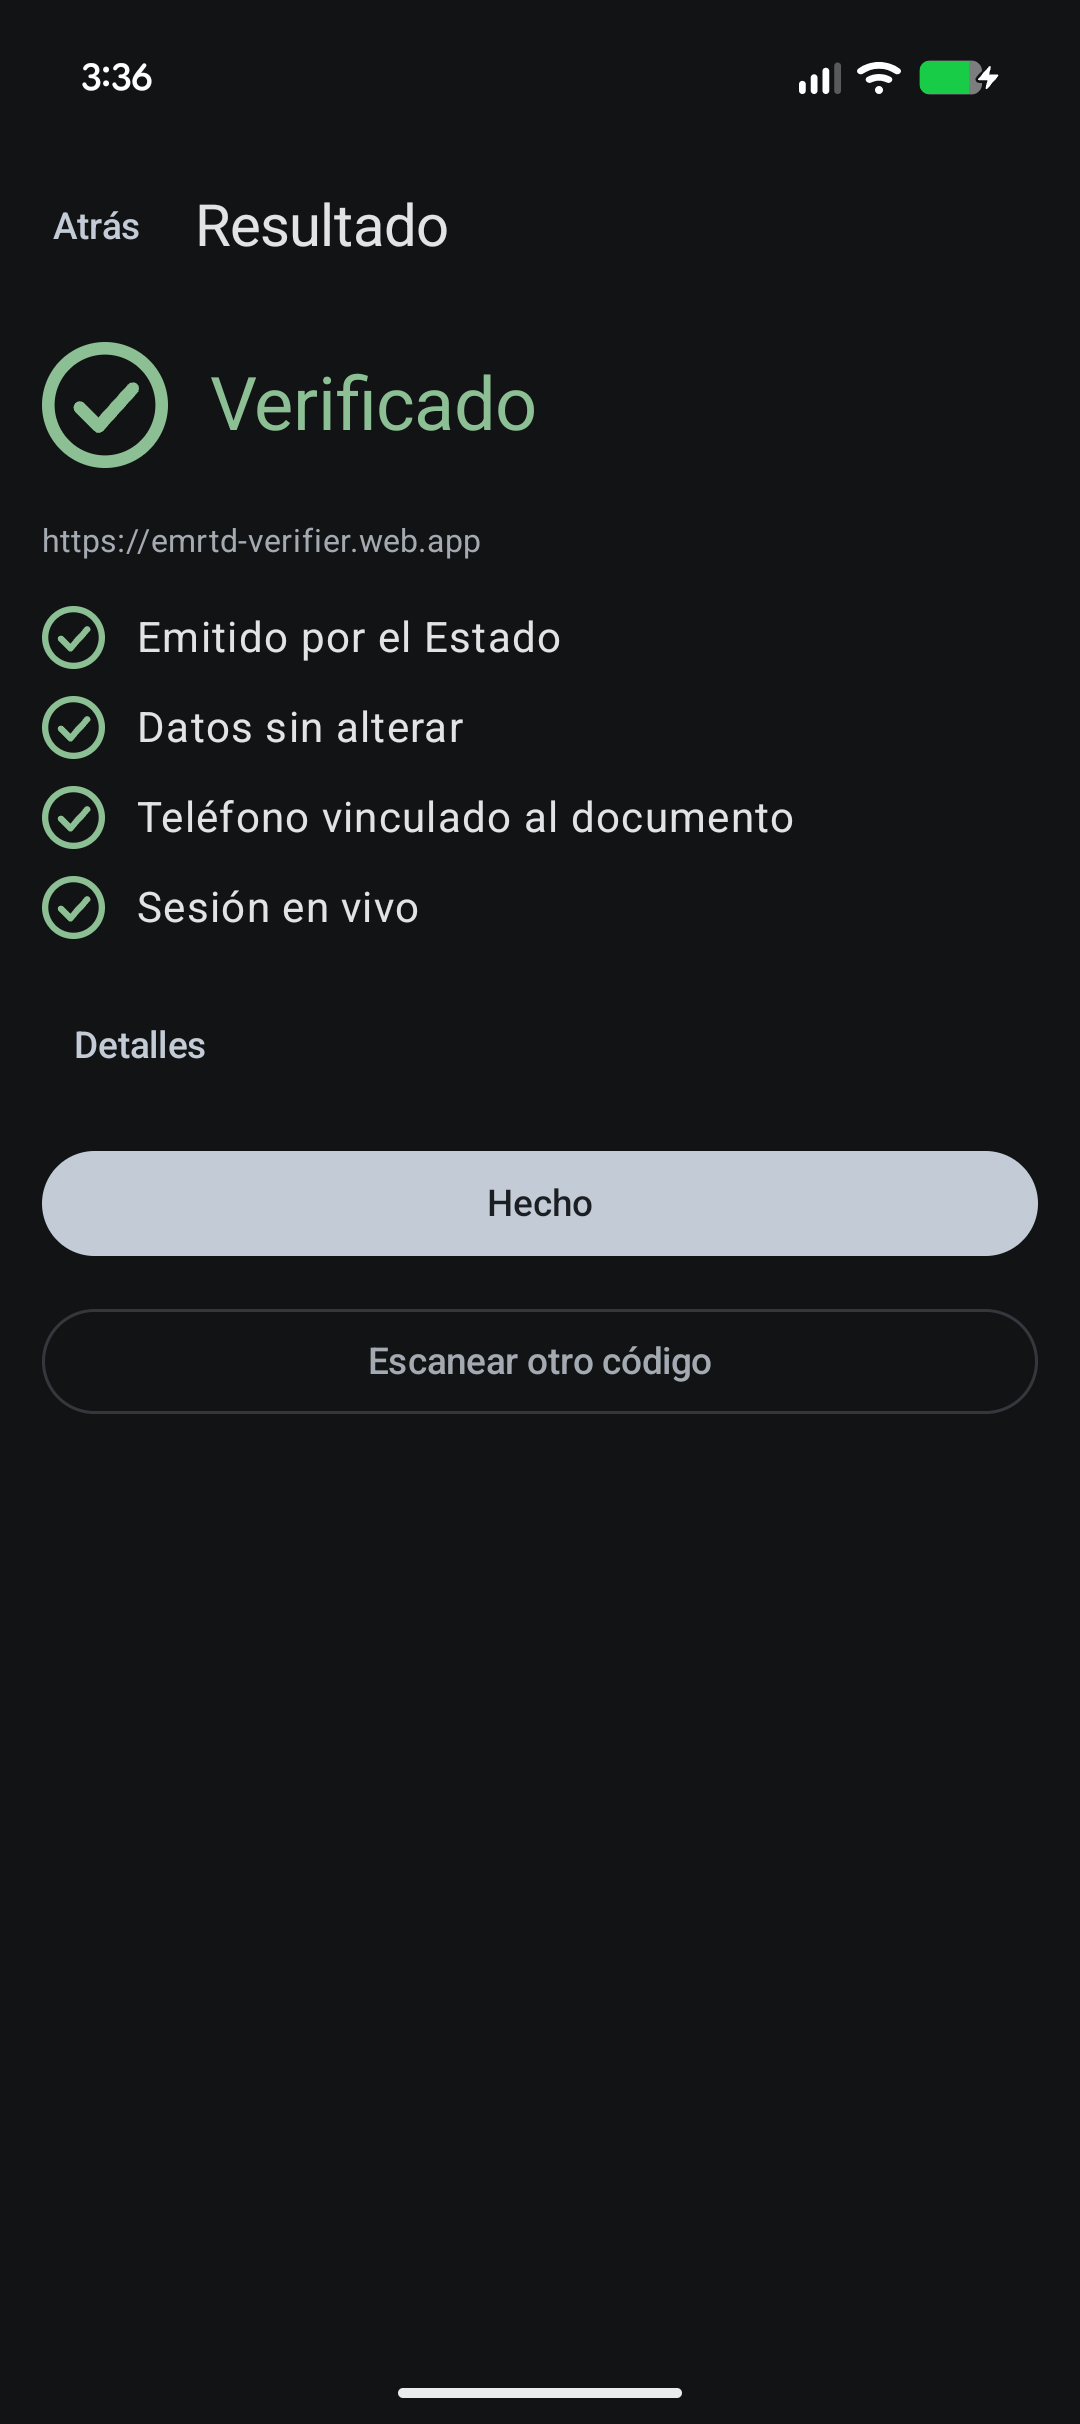 3:36
Atrás
Resultado
Verificado
https://emrtd-verifier.web.app
Emitido por el Estado
Datos sin alterar
Teléfono vinculado al documento
Sesión en vivo
Detalles
Hecho
Escanear otro código